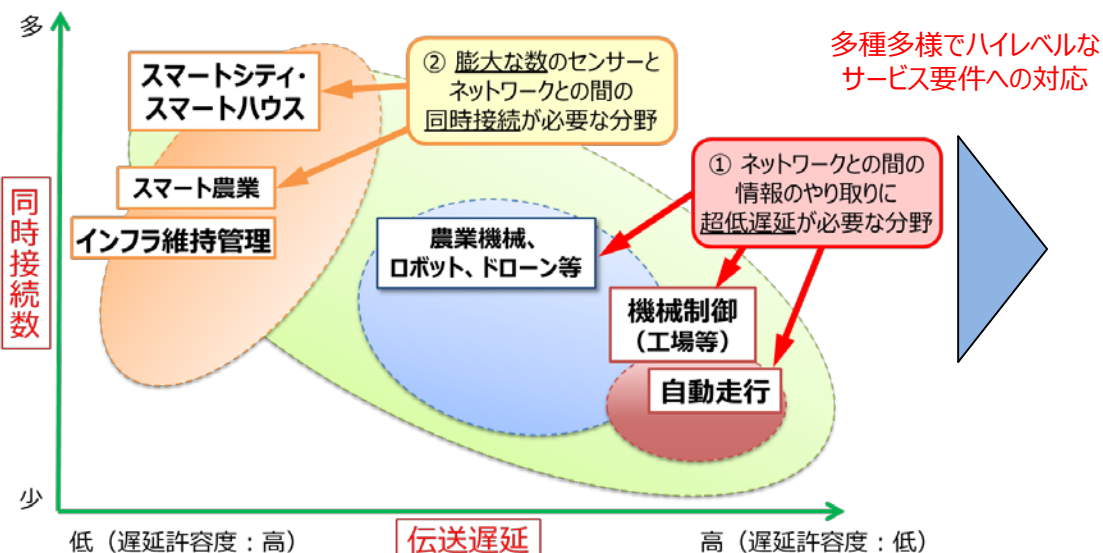 多
多種多様でハイレベルな
サービス要件への対応
スマートシティ・
スマートハウス
② 膨大な数のセンサーと
ネットワークとの間の
同時接続が必要な分野
① ネットワークとの間の
情報のやり取りに
超低遅延が必要な分野
スマート農業
インフラ維持管理
同時接続数
農業機械、
ロボット、ドローン等
機械制御
（工場等）
自動走行
少
低（遅延許容度：高）
伝送遅延
高（遅延許容度：低）